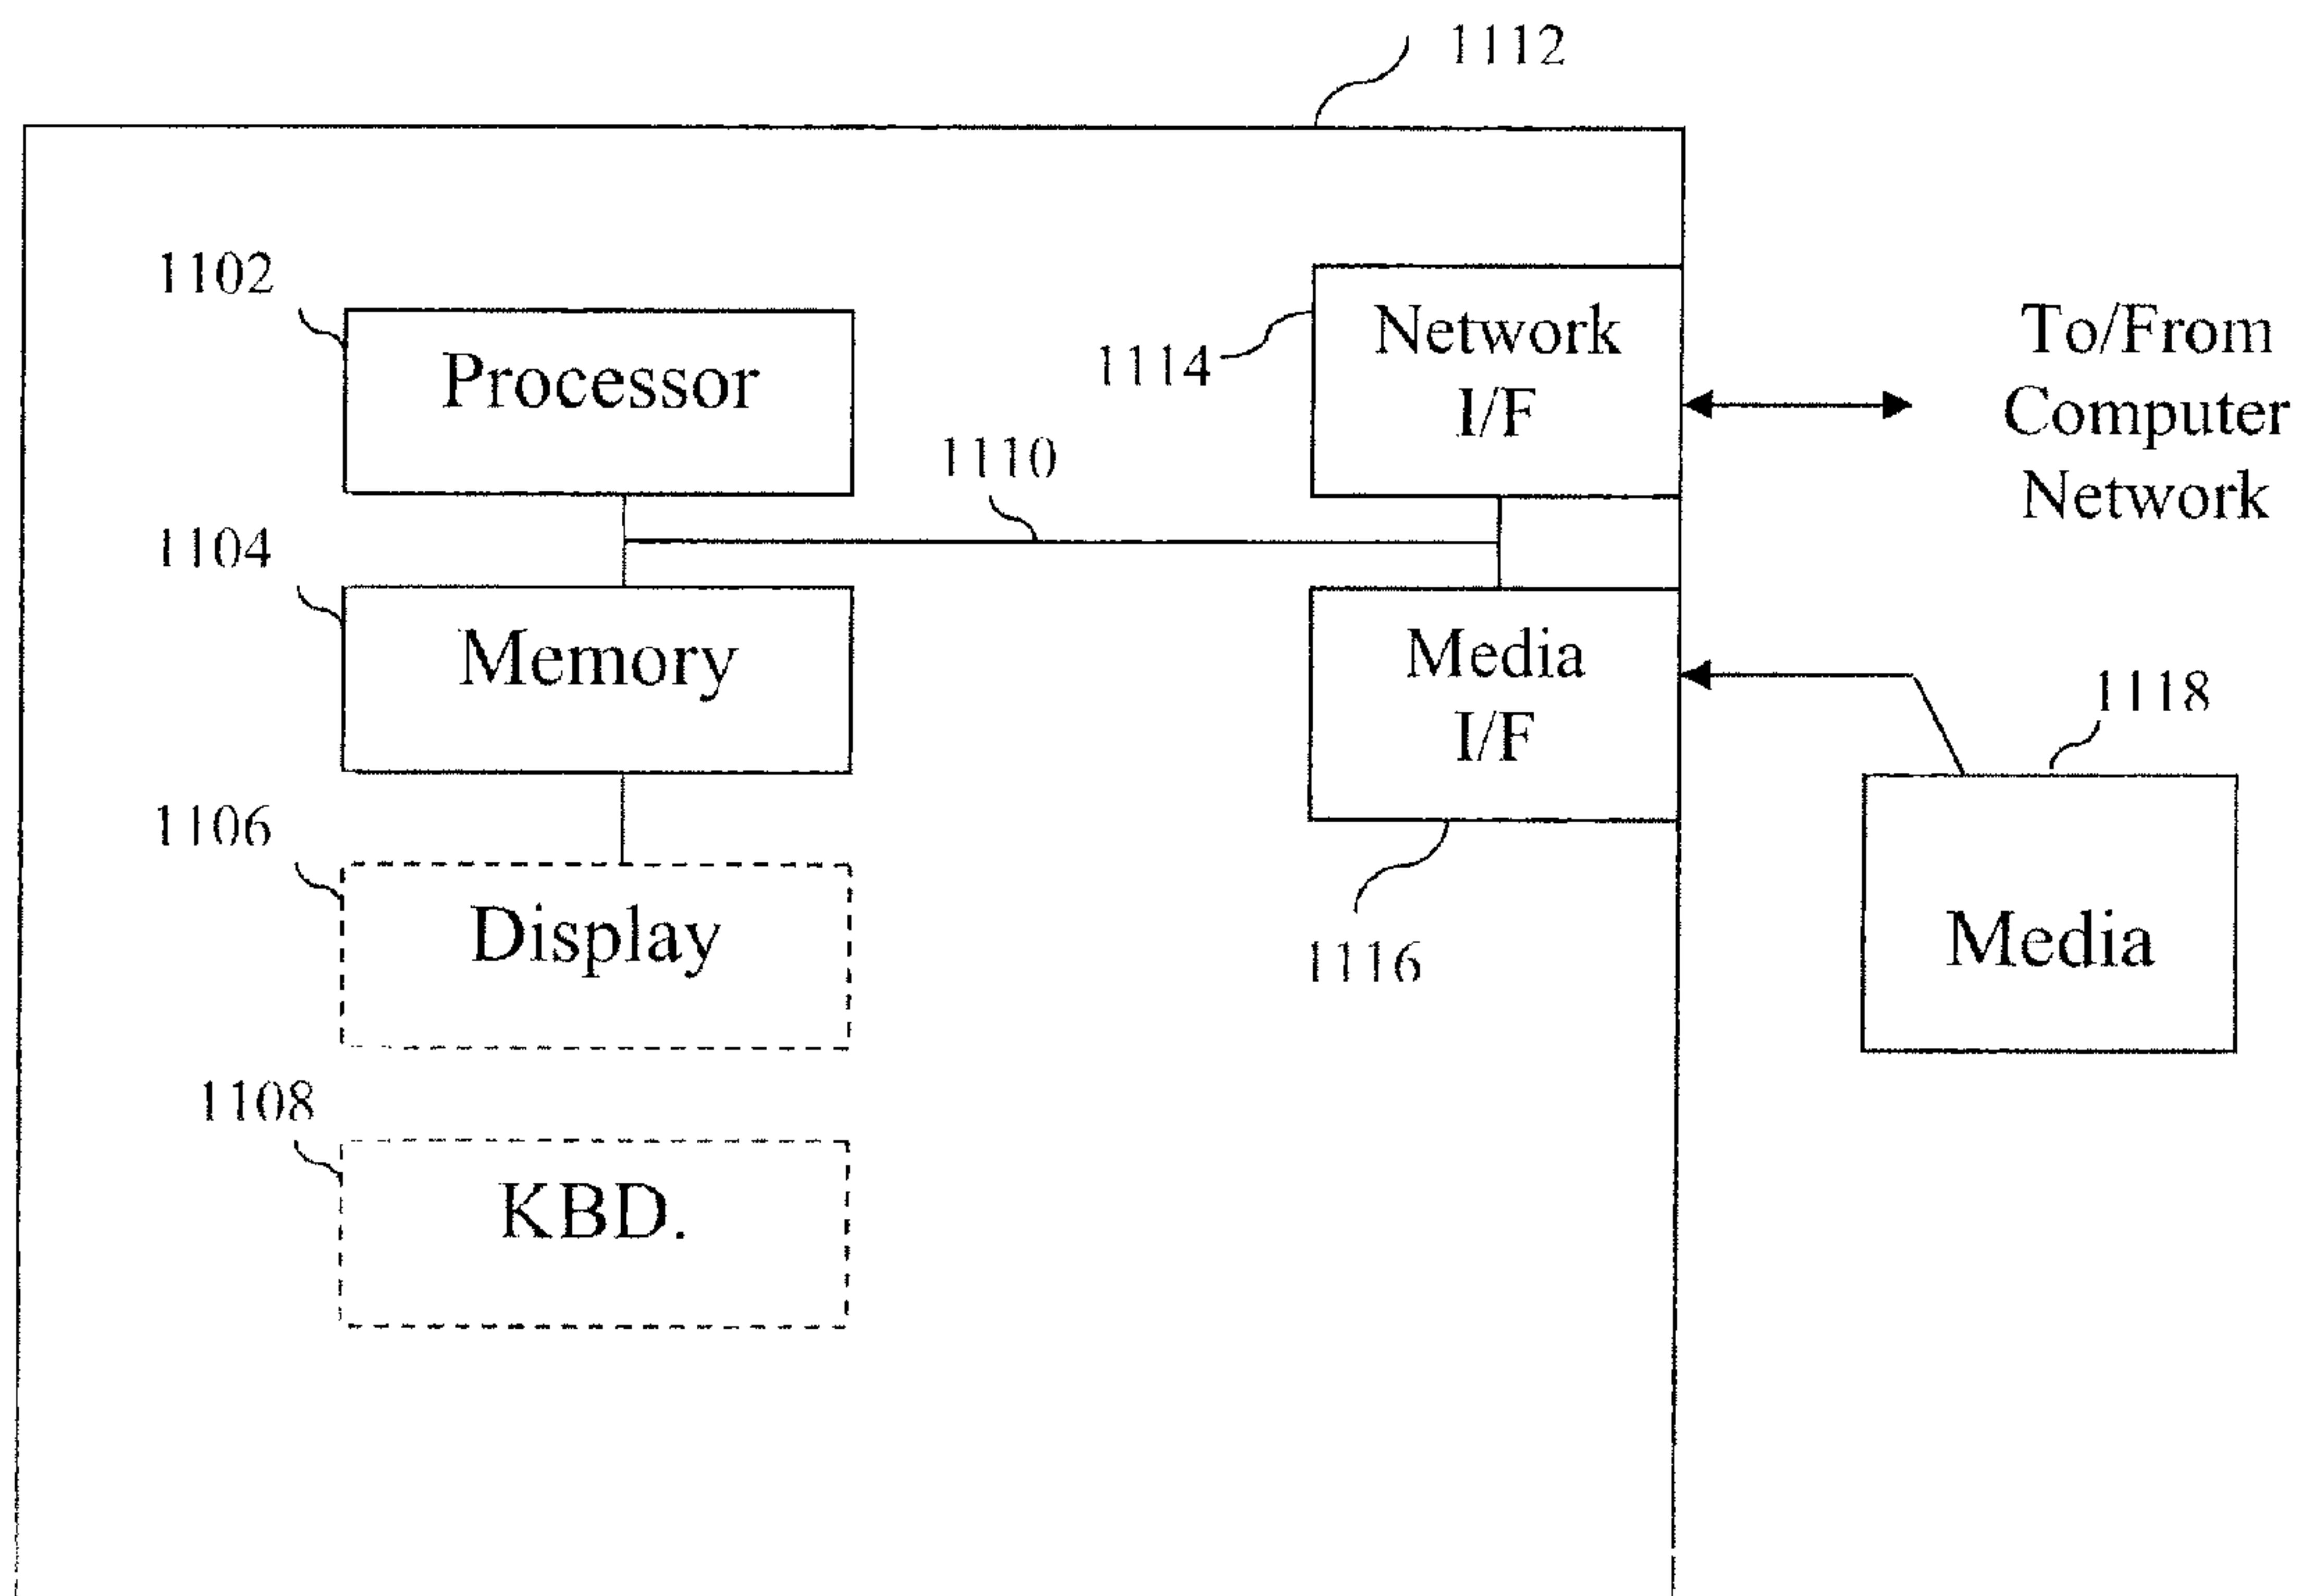 1112
1102
Processor
1114
Network
I/F
To/From
Computer
Network
1110
1104
Memory
Media
I/F
1118
1106
Display
1116
Media
1108
KBD.